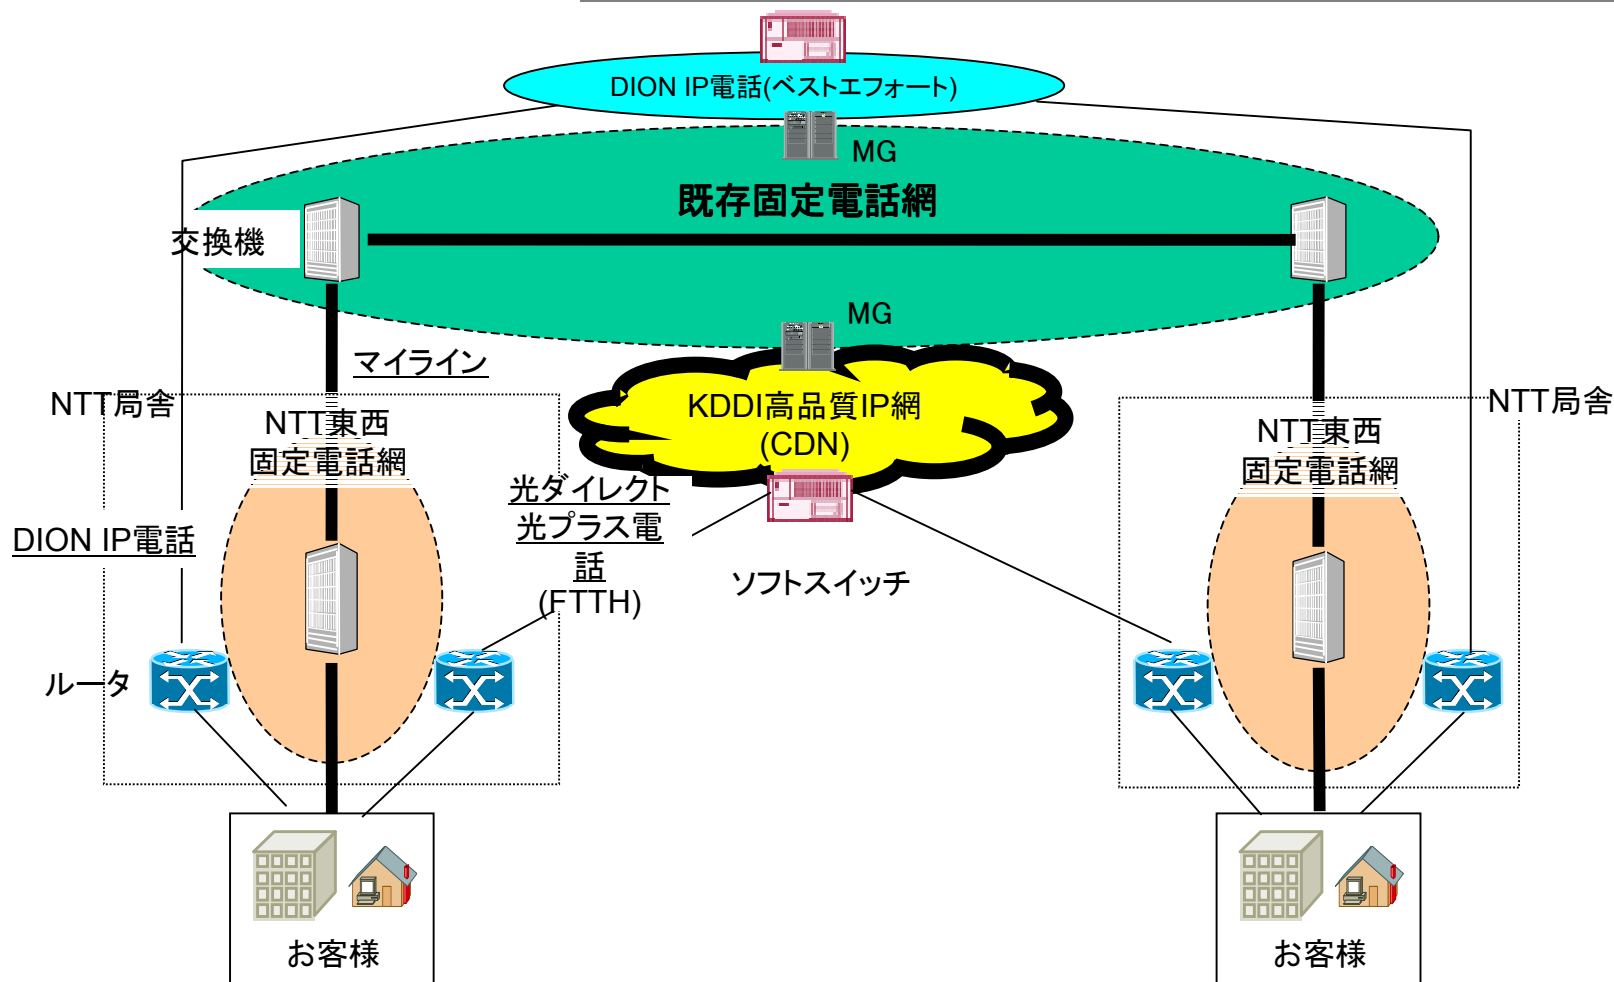 DION IP電話(ベストエフォート)
MG
既存固定電話網
交換機
MG
マイライン
NTT局舎
NTT東西
固定電話網
KDDI高品質IP網
(CDN)
NTT局舎
NTT東西
固定電話網
光ダイレクト
光プラス電
話
(FTTH)
DION IP電話
ソフトスイッチ
ルータ
お客様
お客様